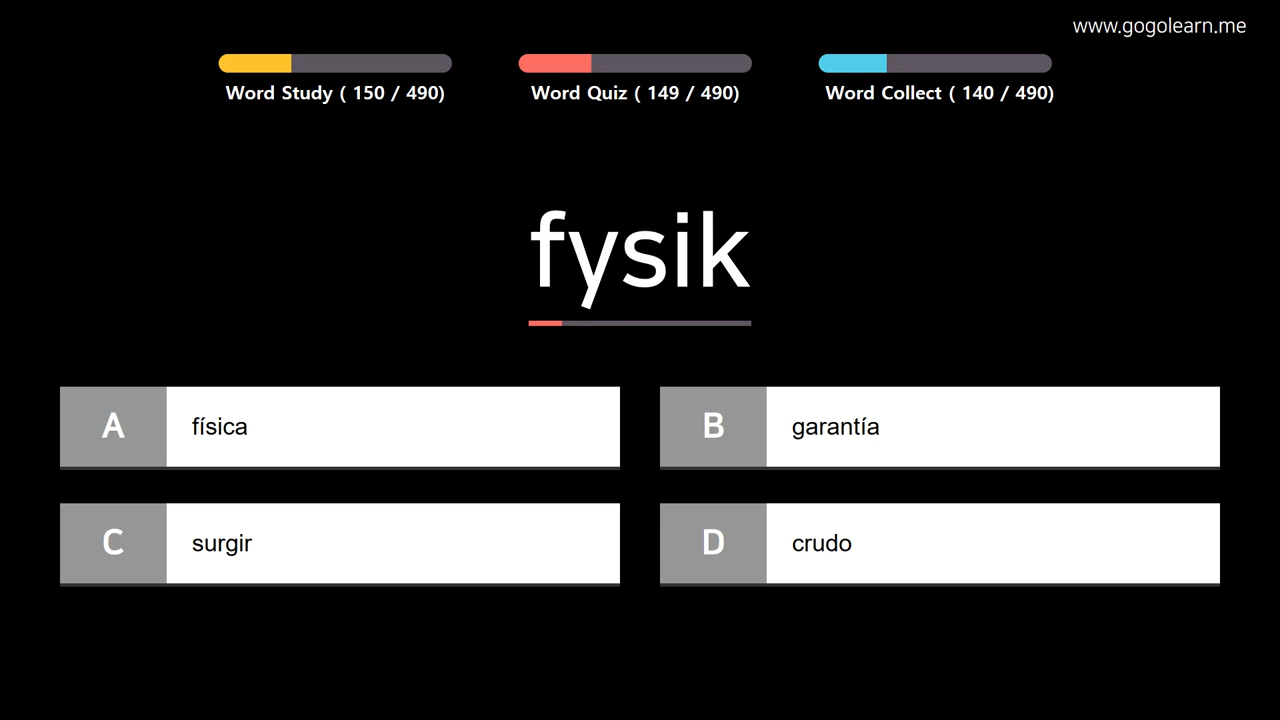 www.gogolearn.me
Word Study ( 150 / 490)
Word Quiz ( 149 / 490)
Word Collect ( 140 / 490)
fysik
A física
B garantía
C surgir
D crudo